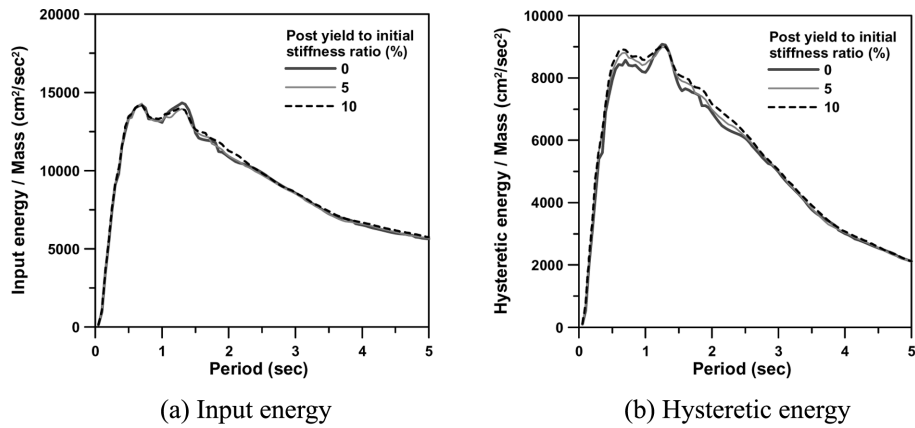 20000
15000
10000
5000
0
Input energy / Mass (cm²/sec²)
Post yield to initial
stiffness ratio (%)
0
5
10
0 1 2 3 4 5
Period (sec)
(a) Input energy
10000
8000
6000
4000
2000
0
Hysteretic energy / Mass (cm²/sec²)
Post yield to initial
stiffness ratio (%)
0
5
10
0 1 2 3 4 5
Period (sec)
(b) Hysteretic energy